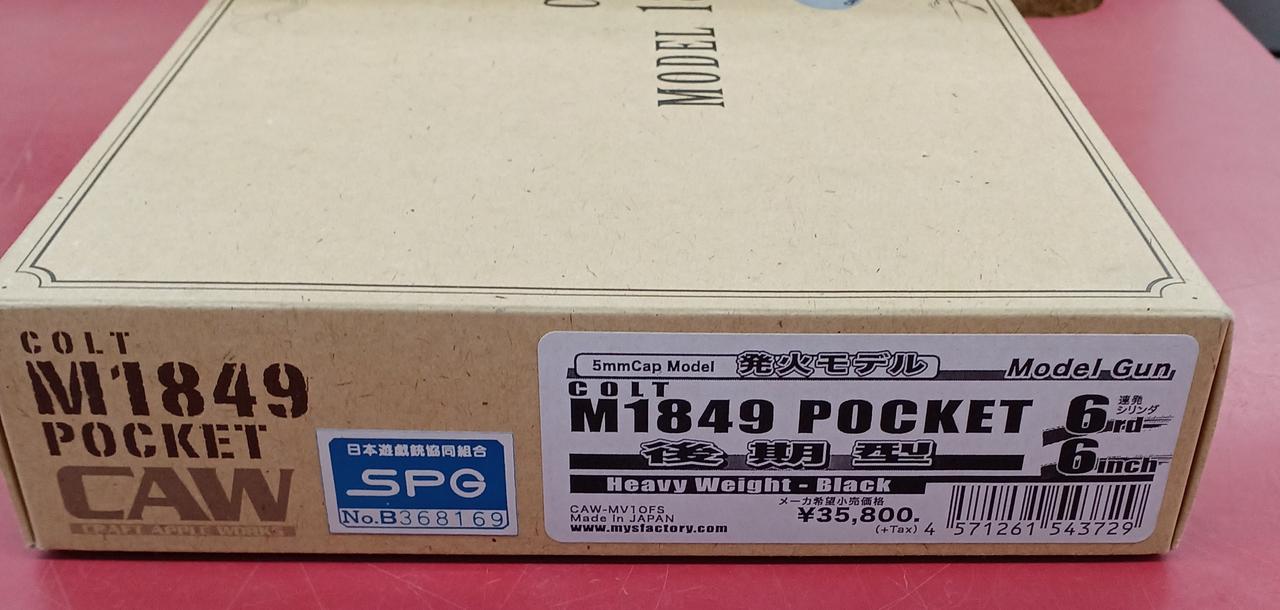 MODEL
COLT
M1849
POCKET
CAW
CRAFT APPLE WORKS
日本遊戯銃協同組合
SPG
No.B368169
5mmCap Model 発火モデル Model Gun
COLT
M1849 POCKET
後期型
6rd 連発シリンダ
6inch
Heavy Weight - Black
CAW-MV10FS
Made In JAPAN
www.mysfactory.com
メーカ希望小売価格
¥35,800.
(+Tax)
4 571261 543729